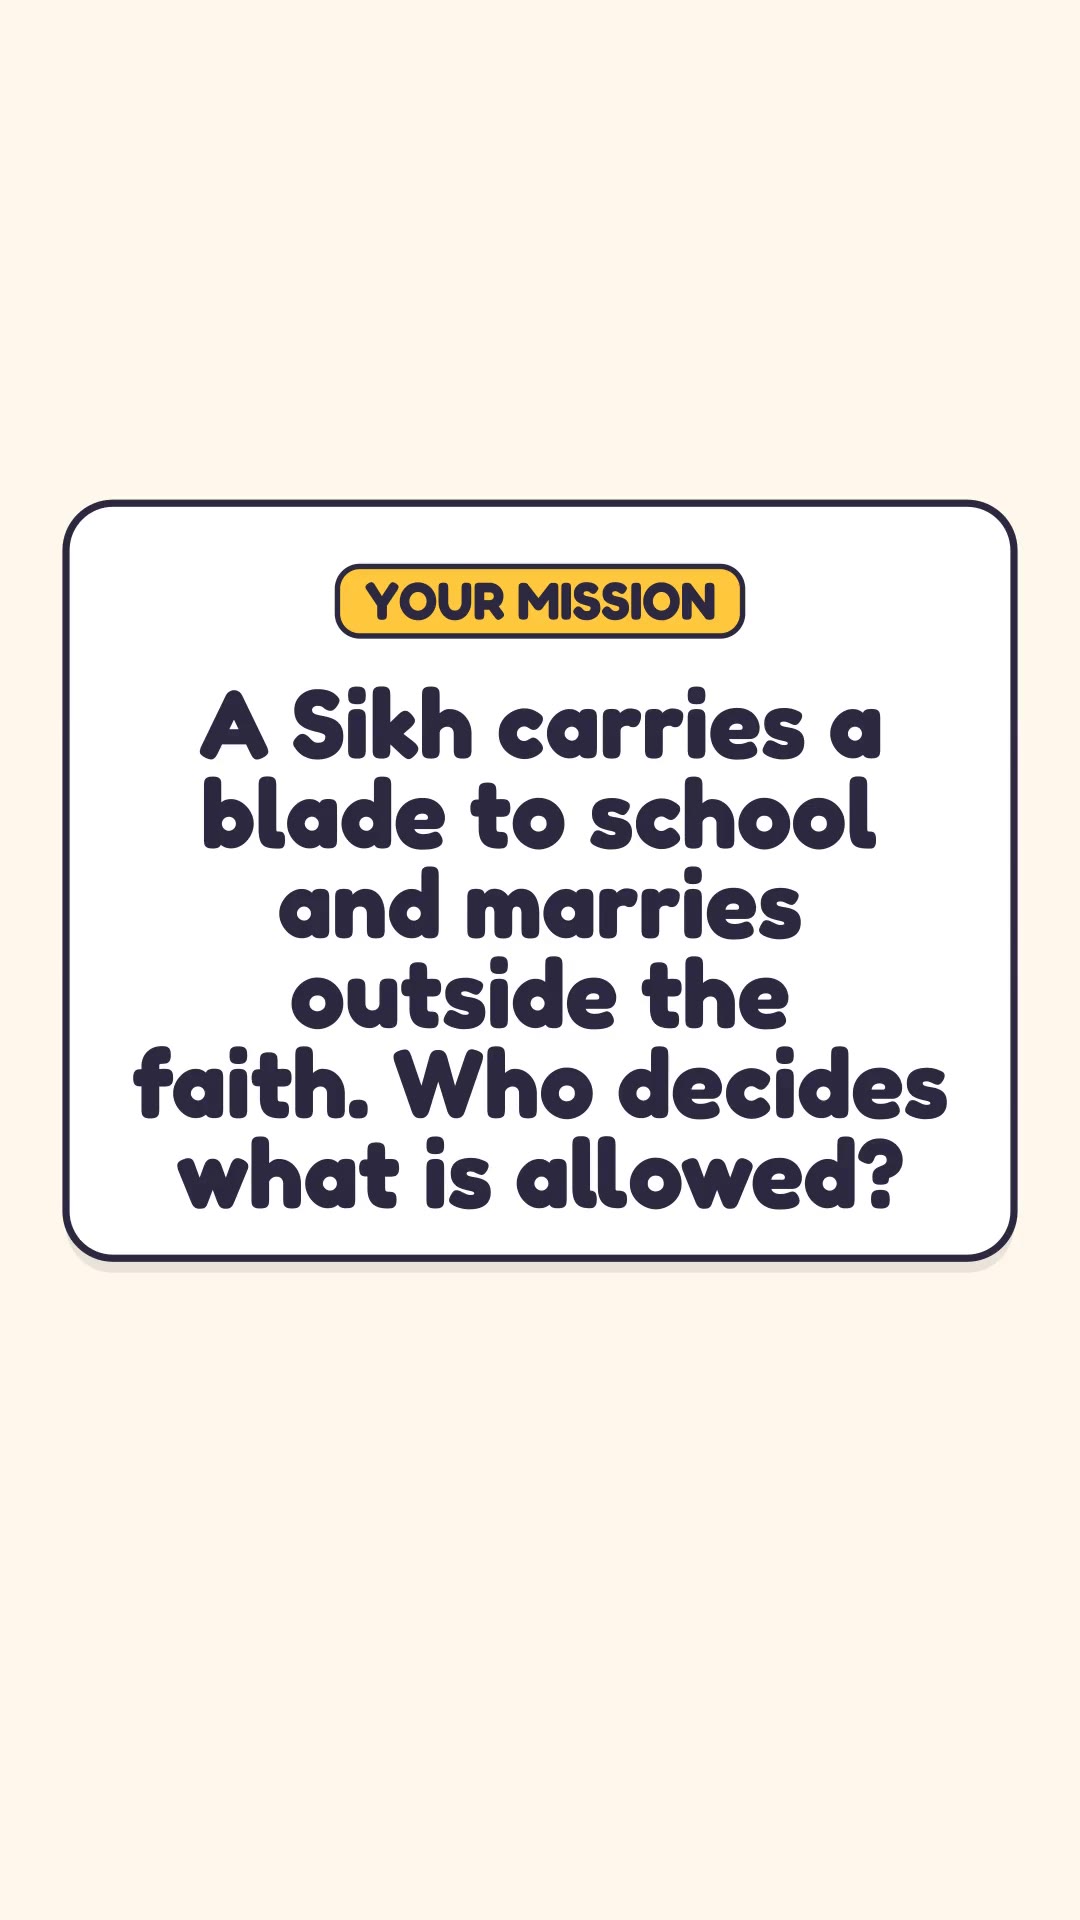 YOUR MISSION
A Sikh carries a
blade to school
and marries
outside the
faith. Who decides
what is allowed?